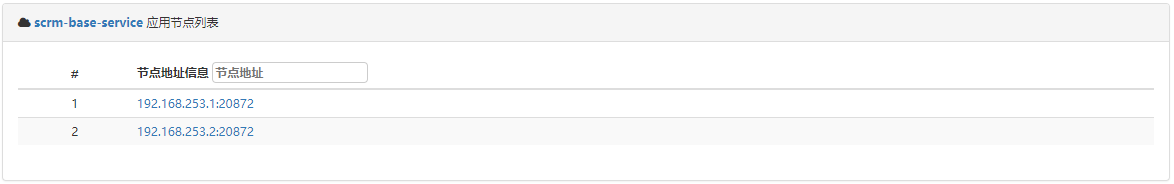 scrm-base-service 应用节点列表
# 节点地址信息 节点地址
1 192.168.253.1:20872
2 192.168.253.2:20872